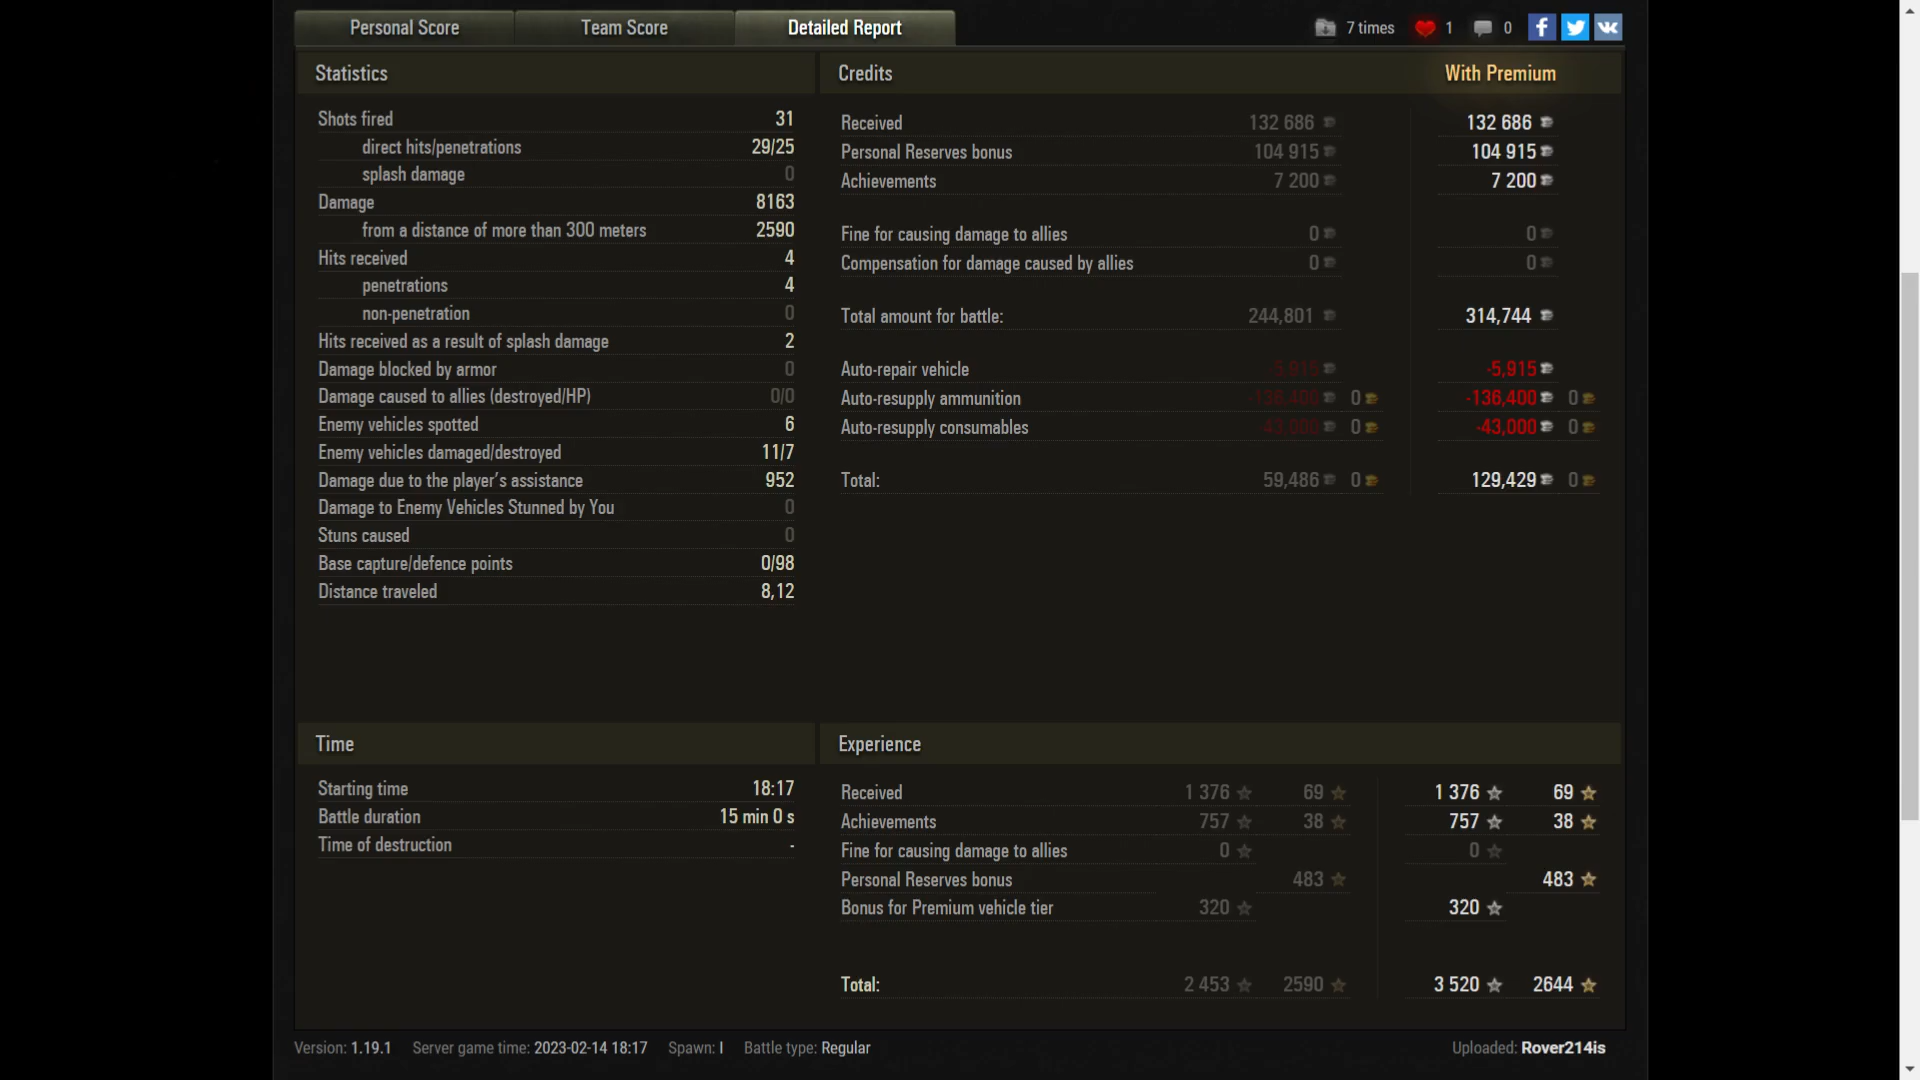 Personal Score Team Score Detailed Report 7 times 1 0
Statistics
Shots fired 31
direct hits/penetrations 29/25
splash damage 0
Damage 8163
from a distance of more than 300 meters 2590
Hits received 4
penetrations 4
non-penetration 0
Hits received as a result of splash damage 2
Damage blocked by armor 0
Damage caused to allies (destroyed/HP) 0/0
Enemy vehicles spotted 6
Enemy vehicles damaged/destroyed 11/7
Damage due to the player's assistance 952
Damage to Enemy Vehicles Stunned by You 0
Stuns caused 0
Base capture/defence points 0/98
Distance traveled 8,12
Credits With Premium
Received 132 686 132 686
Personal Reserves bonus 104 915 104 915
Achievements 7 200 7 200
Fine for causing damage to allies 0 0
Compensation for damage caused by allies 0 0
Total amount for battle: 244,801 314,744
Auto-repair vehicle -5,915 -5,915
Auto-resupply ammunition -136,400 0 -136,400 0
Auto-resupply consumables -43,000 0 -43,000 0
Total: 59,486 0 129,429 0
Time
Starting time 18:17
Battle duration 15 min 0 s
Time of destruction -
Experience
Received 1 376 69 1 376 69
Achievements 757 38 757 38
Fine for causing damage to allies 0 0
Personal Reserves bonus 483 483
Bonus for Premium vehicle tier 320 320
Total: 2 453 2590 3 520 2644
Version: 1.19.1 Server game time: 2023-02-14 18:17 Spawn: I Battle type: Regular Uploaded: Rover214is